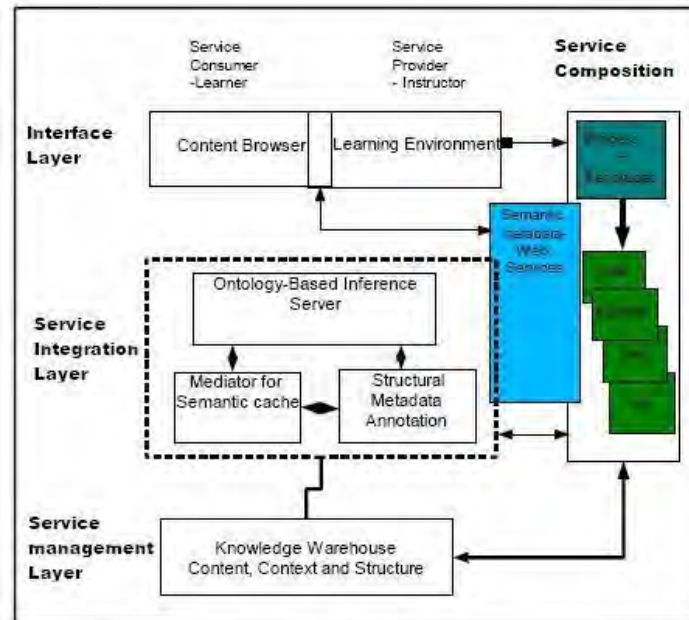 Service
Consumer
-Learner
Service
Provider
- Instructor
Service
Composition
Interface
Layer
Content Browser
Learning Environment
Semantic
metadata-
Web
Services
Ontology-Based Inference
Server
Service
Integration
Layer
Mediator for
Semantic cache
Structural
Metadata
Annotation
Service
management
Layer
Knowledge Warehouse
Content, Context and Structure